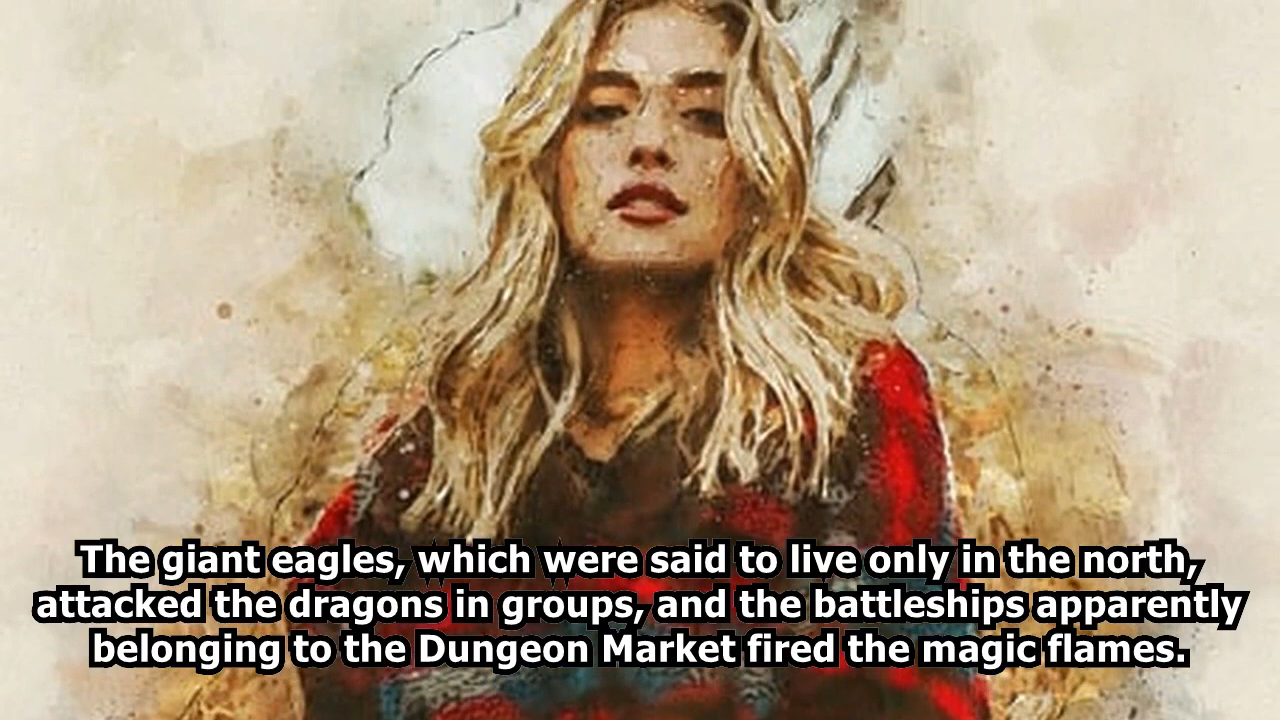 The giant eagles, which were said to live only in the north,
attacked the dragons in groups, and the battleships apparently
belonging to the Dungeon Market fired the magic flames.